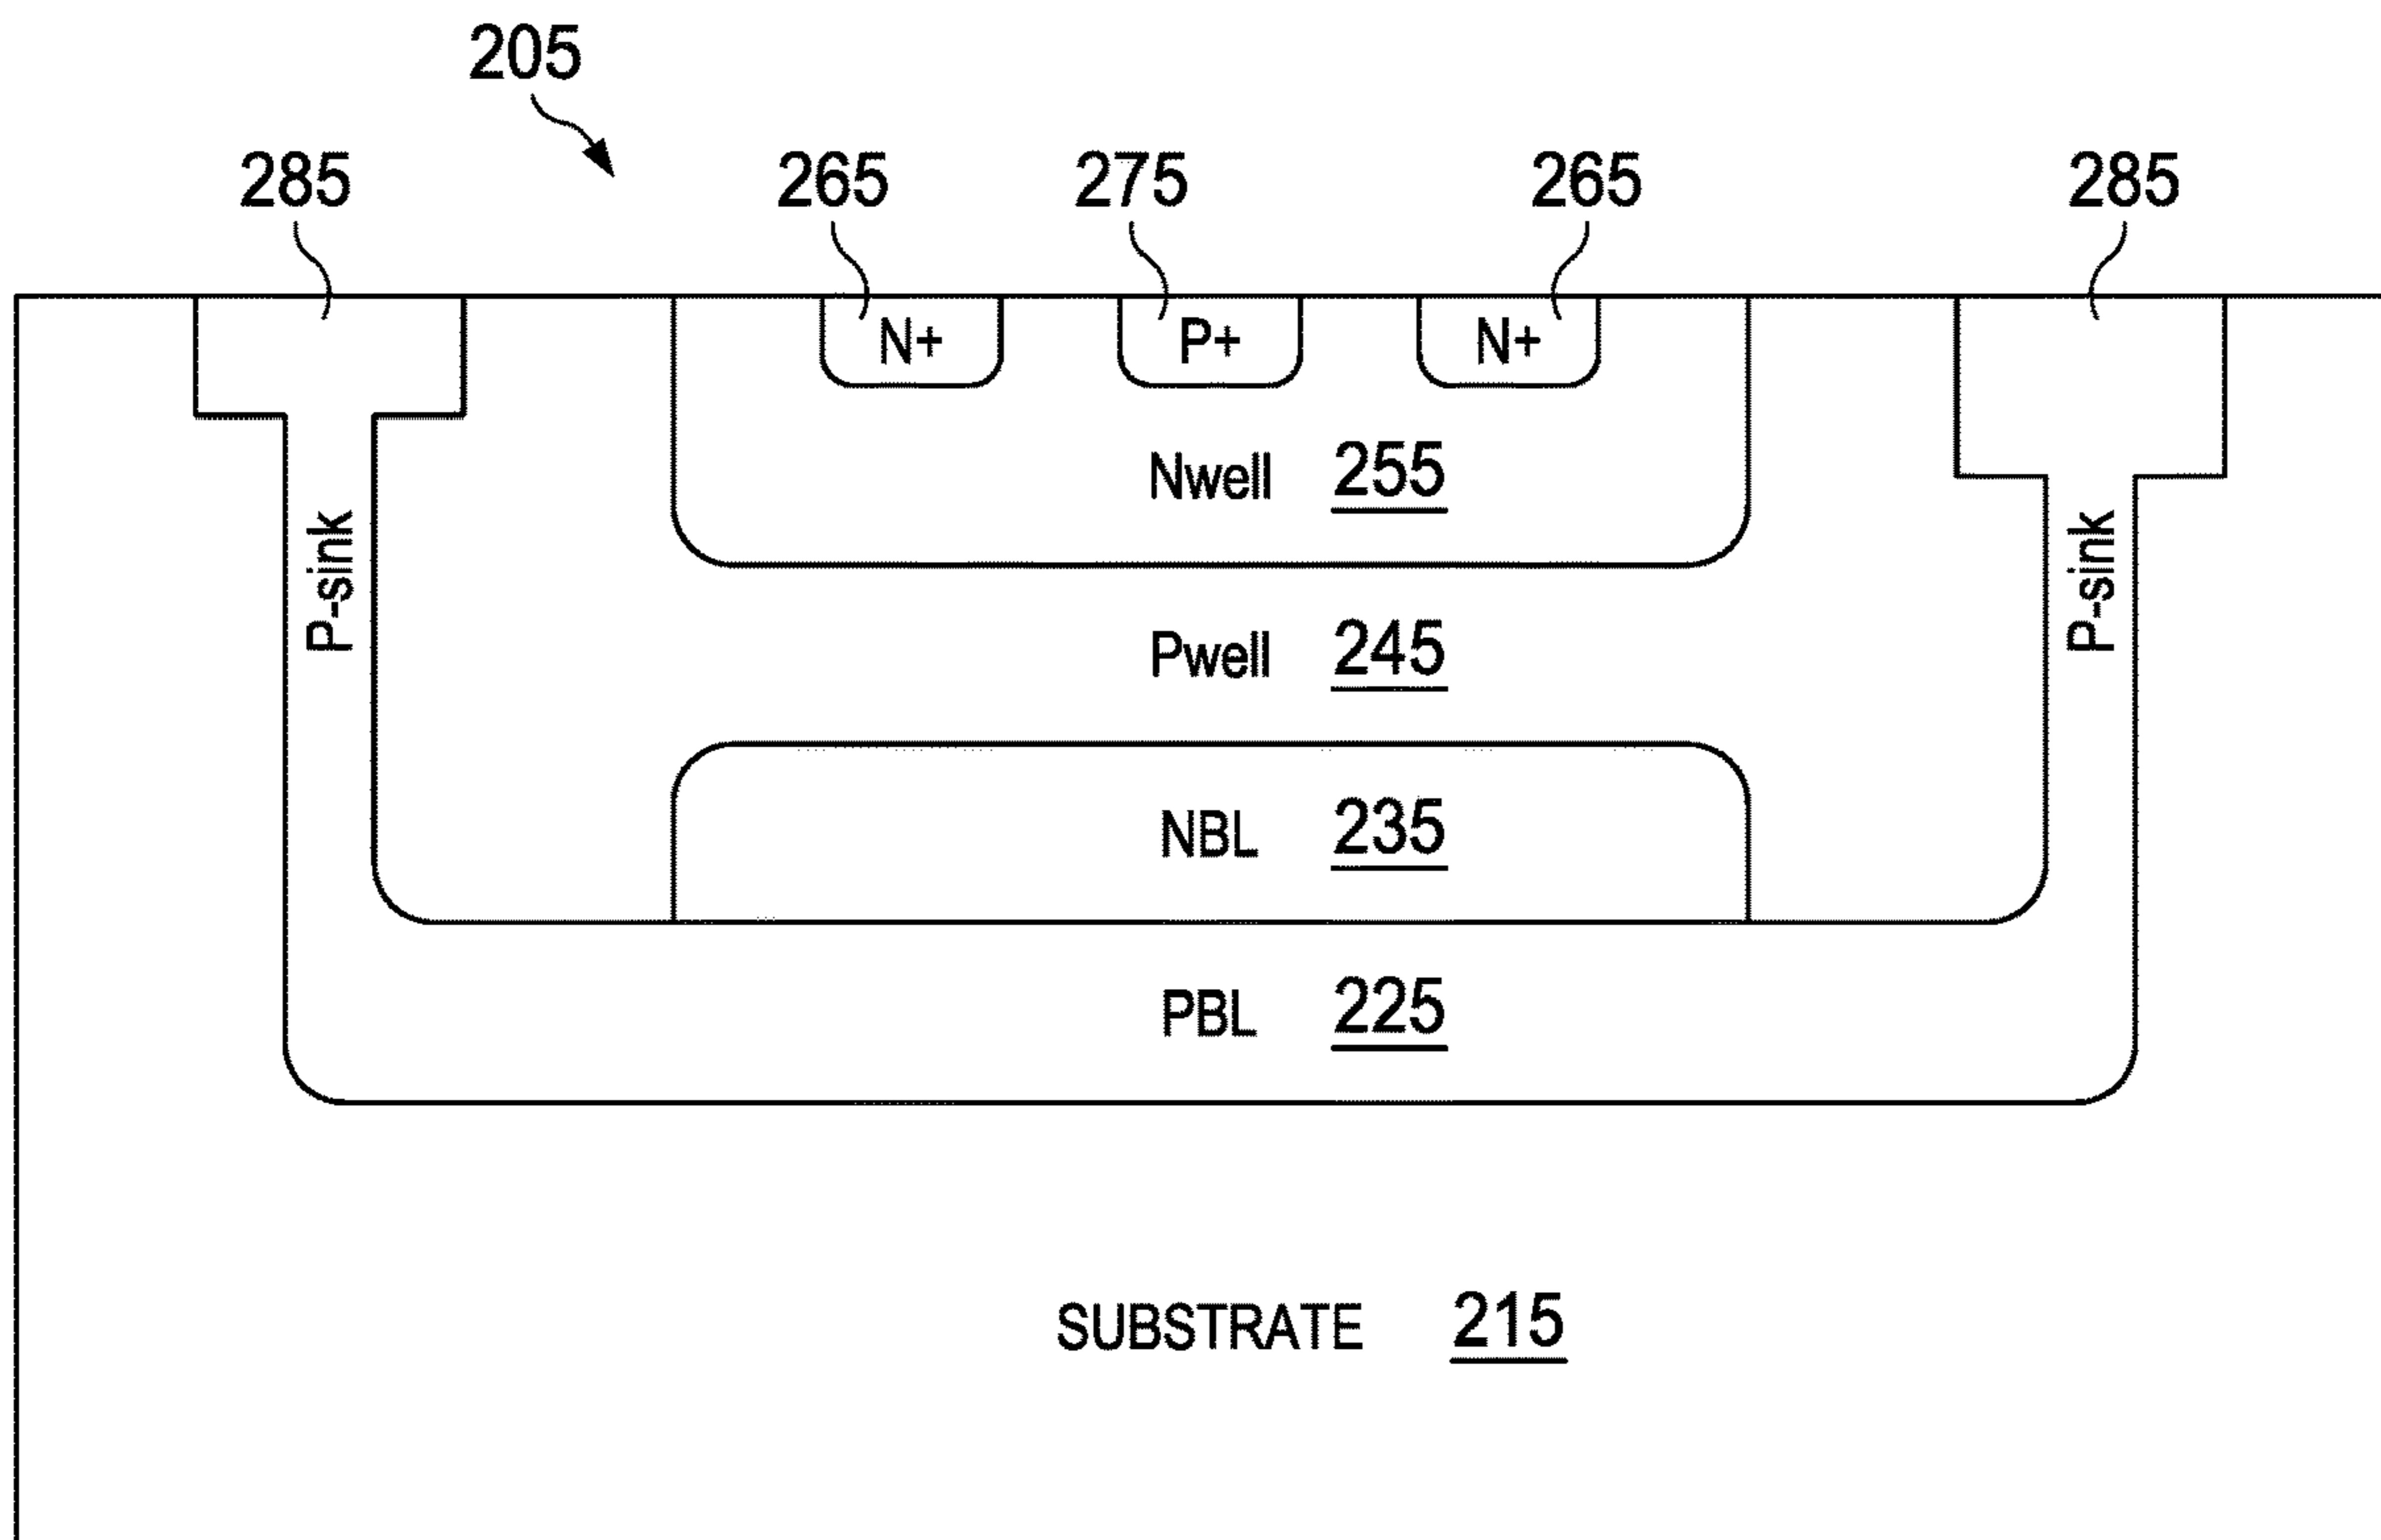 205
285 265 275 265 285
N+ P+ N+
Nwell 255
P-sink P-sink
Pwell 245
NBL 235
PBL 225
SUBSTRATE 215